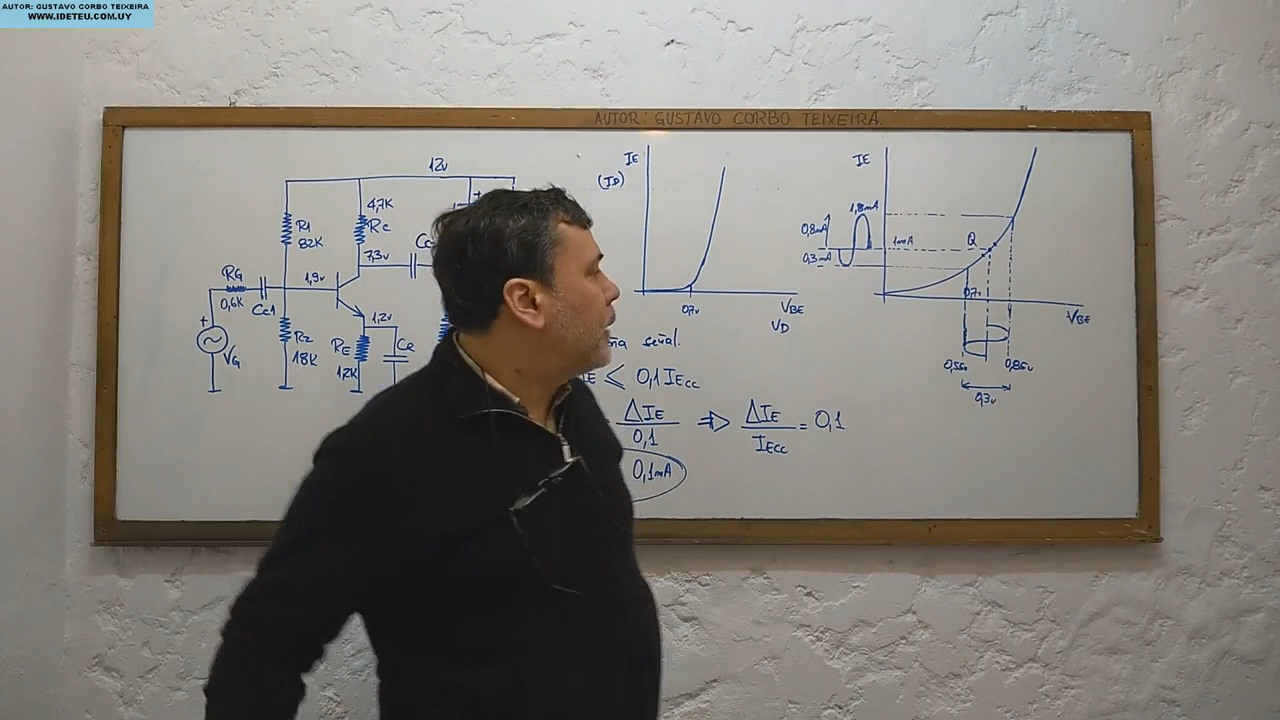 AUTOR: GUSTAVO CORBO TEIXEIRA
WWW.IDETEU.COM.UY
AUTOR: GUSTAVO CORBO TEIXEIRA
12v
R1
82K
4,7K
Rc
7,3v
RG
0,6K
Cc1
1,9v
+
VG
R2
18K
1,2v
RE
1,2K
CE
+
IE
(ID)
0,7v
VBE
VD
señal.
≤ 0,1 IECC
ΔIE
0,1
⇒ ΔIE
IECC
= 0,1
0,1mA
IE
0,8mA
1,8mA
0,3mA
1mA
Q
0,7v
VBE
0,55v
0,85v
0,3v